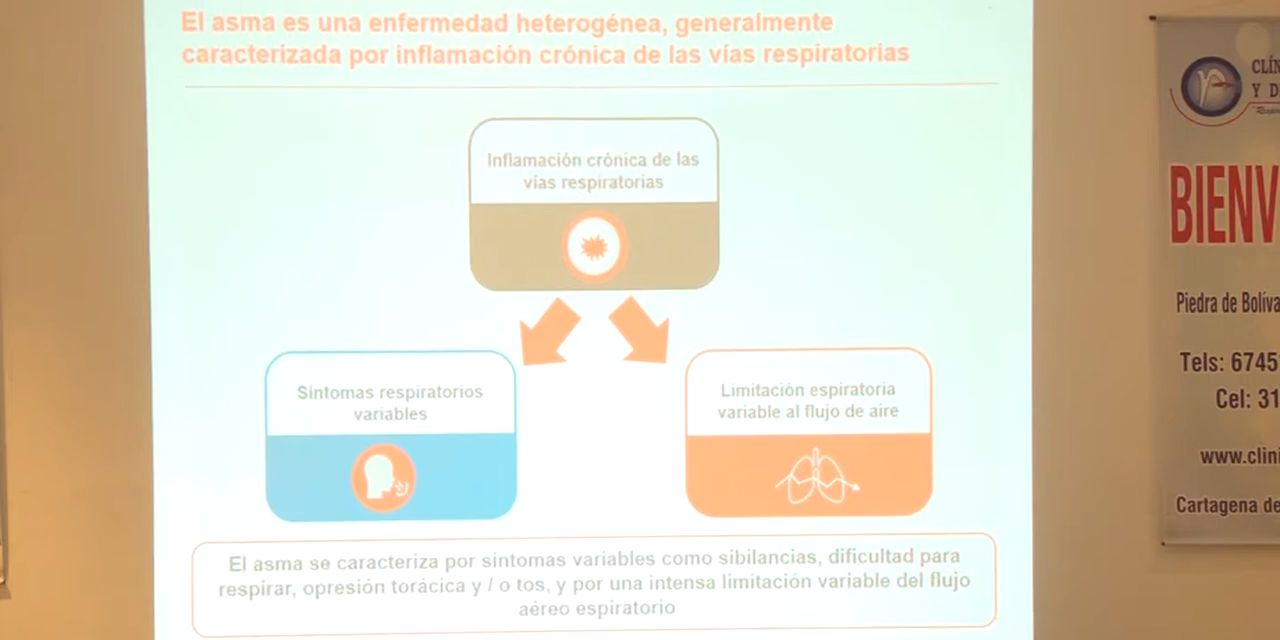 El asma es una enfermedad heterogénea, generalmente
caracterizada por inflamación crónica de las vías respiratorias
Inflamación crónica de las
vías respiratorias
Síntomas respiratorios
variables
Limitación espiratoria
variable al flujo de aire
El asma se caracteriza por síntomas variables como sibilancias, dificultad para
respirar, opresión torácica y / o tos, y por una intensa limitación variable del flujo
aéreo espiratorio
CLÍN
Y D
BIENV
Piedra de Bolíva
Tels: 6745
Cel: 31
www.clini
Cartagena de